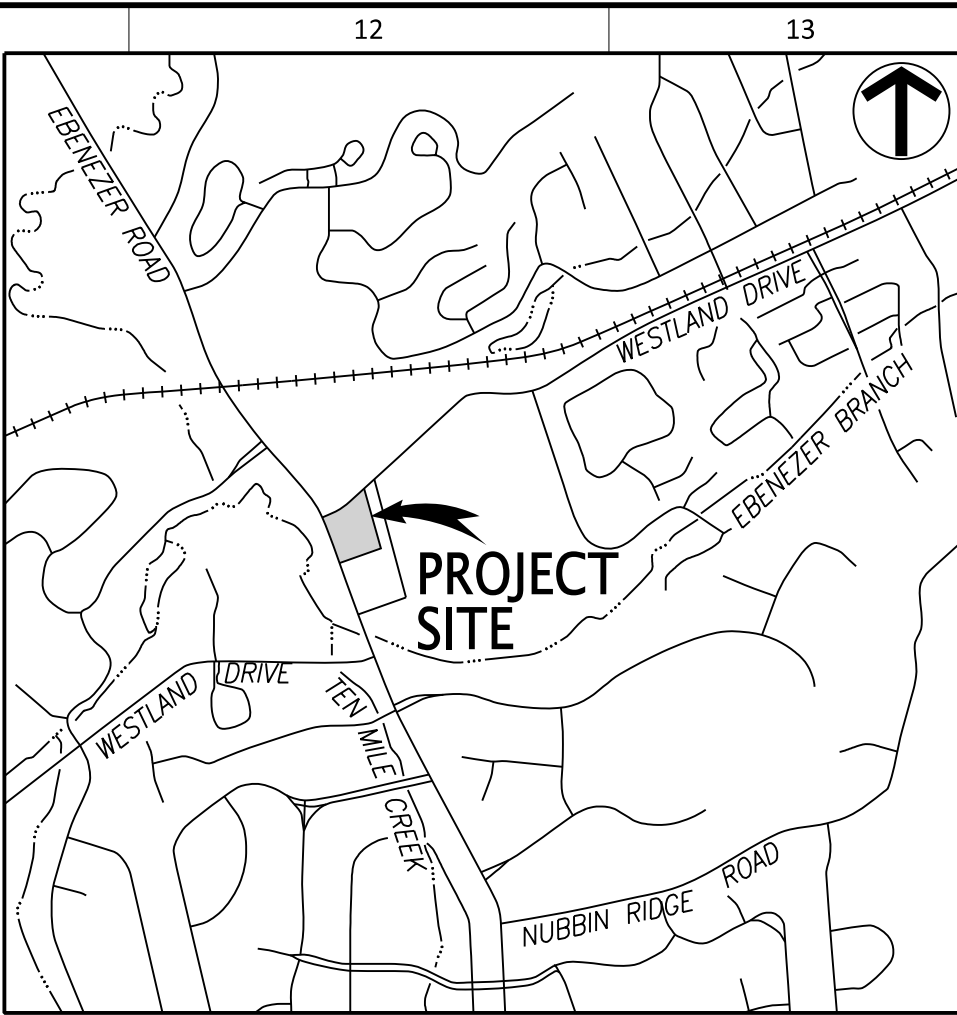 12
13
EBENEZER ROAD
WESTLAND DRIVE
EBENEZER BRANCH
PROJECT
SITE
WESTLAND DRIVE
TEN MILE CREEK
NUBBIN RIDGE ROAD